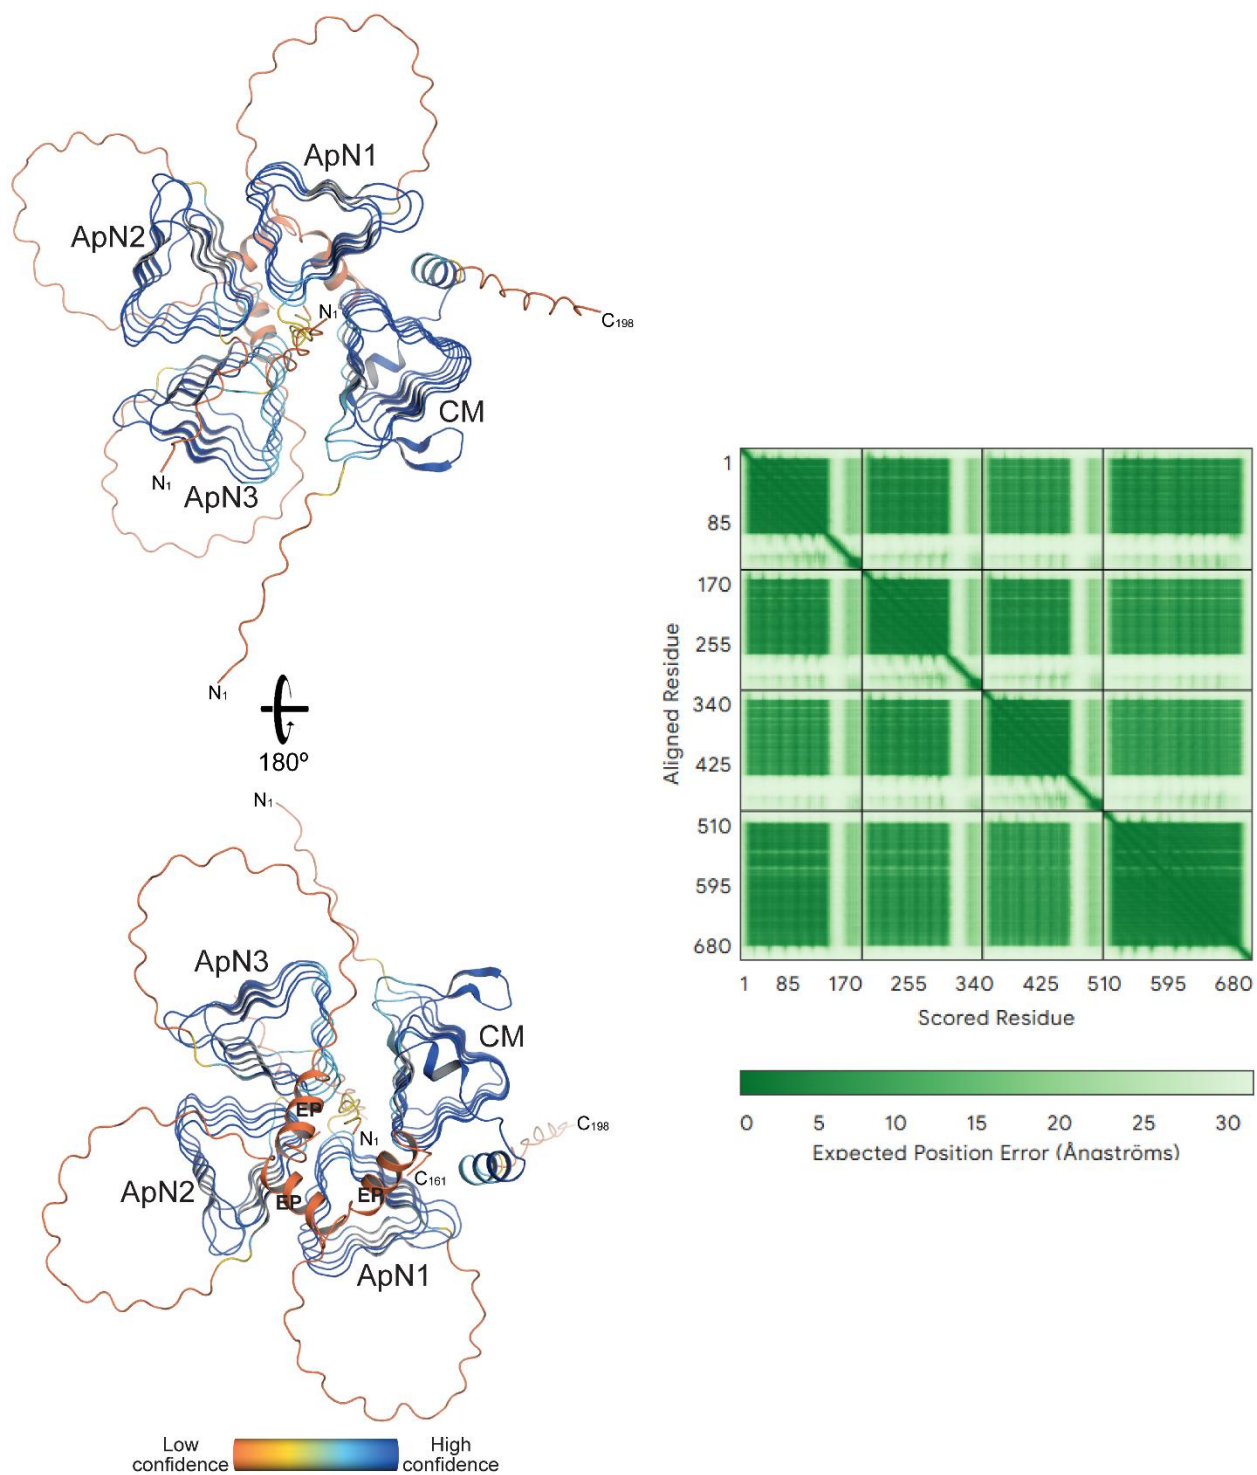 ApN1
ApN2
N1
C198
CM
N1
ApN3
N1
180º
N1
ApN3
CM
EP
N1
C198
ApN2
EP
EP
C161
ApN1
Low
confidence
High
confidence
1
85
170
255
340
425
510
595
680
Aligned Residue
1 85 170 255 340 425 510 595 680
Scored Residue
0 5 10 15 20 25 30
Expected Position Error (Ångströms)